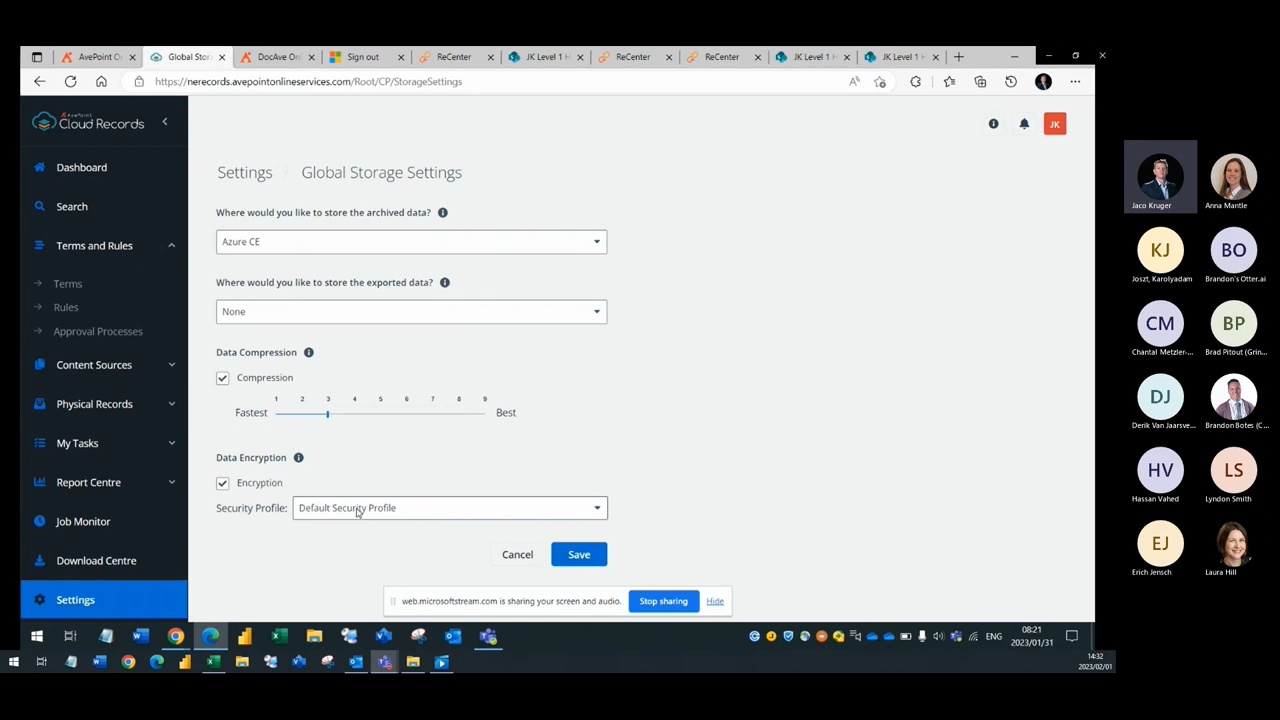 AvePoint O
Global Stor
DocAve Onl
Sign out
ReCenter
JK Level 1 H
ReCenter
ReCenter
JK Level 1 H
JK Level 1 H
https://nerecords.avepointonlineservices.com/Root/CP/StorageSettings
AvePoint
Cloud Records
JK
Dashboard
Search
Terms and Rules
Terms
Rules
Approval Processes
Content Sources
Physical Records
My Tasks
Report Centre
Job Monitor
Download Centre
Settings
Settings Global Storage Settings
Where would you like to store the archived data?
Azure CE
Where would you like to store the exported data?
None
Data Compression
Compression
1 2 3 4 5 6 7 8 9
Fastest Best
Data Encryption
Encryption
Security Profile: Default Security Profile
Cancel Save
web.microsoftstream.com is sharing your screen and audio. Stop sharing Hide
ENG
08:21
2023/01/31
14:32
2023/02/01
Jaco Kruger
Anna Mantle
KJ
BO
Joszt, Karolyadam
Brandon's Otter.ai
CM
BP
Chantal Metzler-...
Brad Pitout (Grin...
DJ
Derik Van Jaarsve...
Brandon Botes (C...
HV
LS
Hassan Vahed
Lyndon Smith
EJ
Erich Jensch
Laura Hill